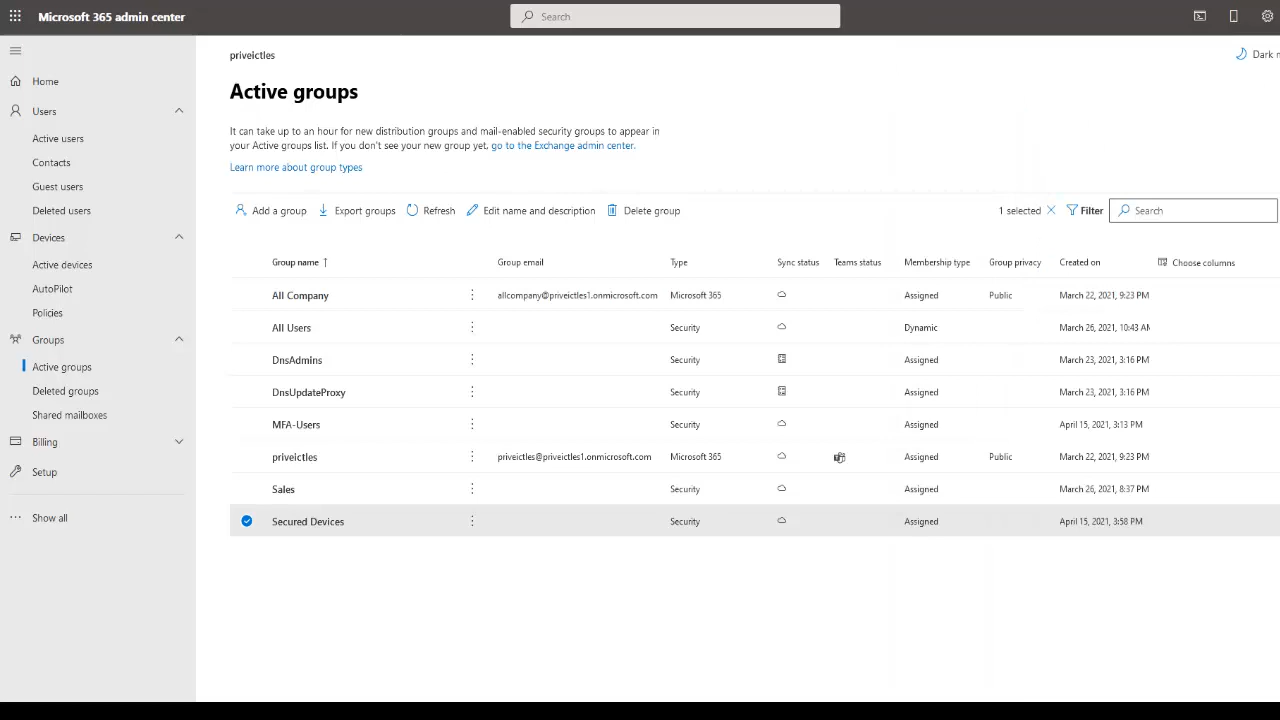 Microsoft 365 admin center
Search
priveictles
Dark
Home
Active groups
Users
It can take up to an hour for new distribution groups and mail-enabled security groups to appear in
your Active groups list. If you don't see your new group yet, go to the Exchange admin center.
Learn more about group types
Active users
Contacts
Guest users
Deleted users
Devices
Active devices
AutoPilot
Policies
Groups
Active groups
Deleted groups
Shared mailboxes
Billing
Setup
Show all
Add a group Export groups Refresh Edit name and description Delete group 1 selected Filter Search
Group name Group email Type Sync status Teams status Membership type Group privacy Created on Choose columns
All Company allcompany@priveictles1.onmicrosoft.com Microsoft 365 Assigned Public March 22, 2021, 9:23 PM
All Users Security Dynamic March 26, 2021, 10:43 AM
DnsAdmins Security Assigned March 23, 2021, 3:16 PM
DnsUpdateProxy Security Assigned March 23, 2021, 3:16 PM
MFA-Users Security Assigned April 15, 2021, 3:13 PM
priveictles priveictles@priveictles1.onmicrosoft.com Microsoft 365 Assigned Public March 22, 2021, 9:23 PM
Sales Security Assigned March 26, 2021, 8:37 PM
Secured Devices Security Assigned April 15, 2021, 3:58 PM